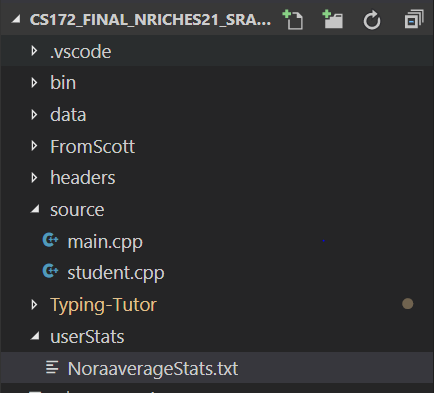 CS172_FINAL_NRICHES21_SRA...
.vscode
bin
data
FromScott
headers
source
main.cpp
student.cpp
Typing-Tutor
userStats
NoraaverageStats.txt